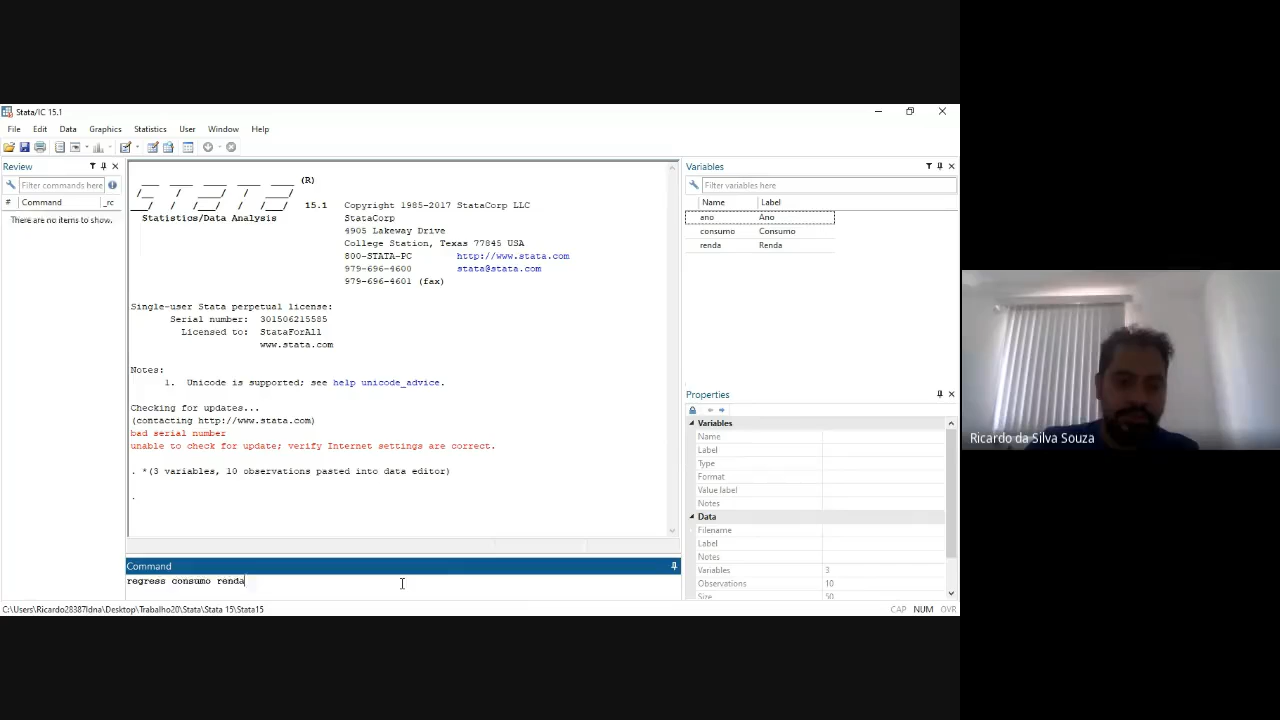 Stata/IC 15.1
File Edit Data Graphics Statistics User Window Help
Review
Filter commands here
# Command _rc
There are no items to show.
(R)
15.1 Copyright 1985-2017 StataCorp LLC
Statistics/Data Analysis StataCorp
4905 Lakeway Drive
College Station, Texas 77845 USA
800-STATA-PC http://www.stata.com
979-696-4600 stata@stata.com
979-696-4601 (fax)
Single-user Stata perpetual license:
Serial number: 301506215585
Licensed to: StataForAll
www.stata.com
Notes:
1. Unicode is supported; see help unicode_advice.
Checking for updates...
(contacting http://www.stata.com)
bad serial number
unable to check for update; verify Internet settings are correct.
. *(3 variables, 10 observations pasted into data editor)
.
Command
regress consumo renda
Variables
Filter variables here
Name Label
ano Ano
consumo Consumo
renda Renda
Properties
Variables
Name
Label
Type
Format
Value label
Notes
Data
Filename
Label
Notes
Variables 3
Observations 10
Size 50
C:\Users\Ricardo28387ldna\Desktop\Trabalho20\Stata\Stata 15\Stata15
CAP NUM OVR
Ricardo da Silva Souza